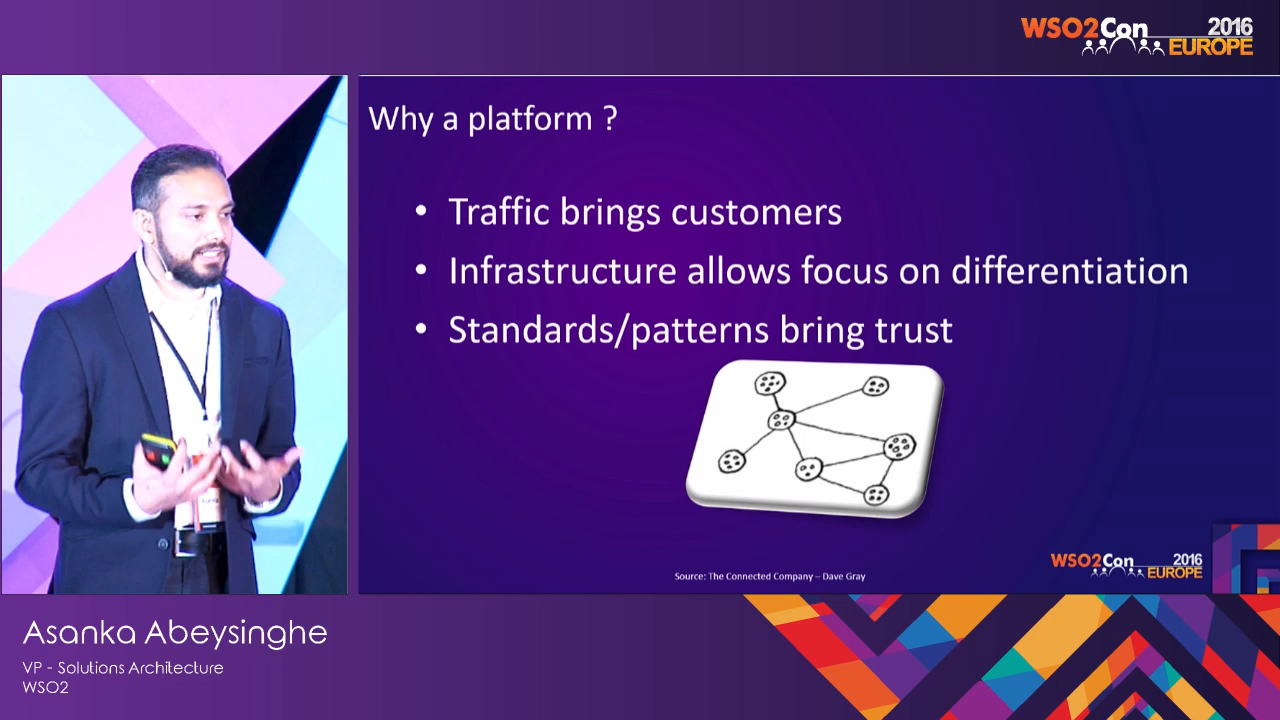 WSO2Con 2016
EUROPE
Why a platform ?
• Traffic brings customers
• Infrastructure allows focus on differentiation
• Standards/patterns bring trust
Source: The Connected Company – Dave Gray
WSO2Con 2016
EUROPE
Asanka Abeysinghe
VP - Solutions Architecture
WSO2